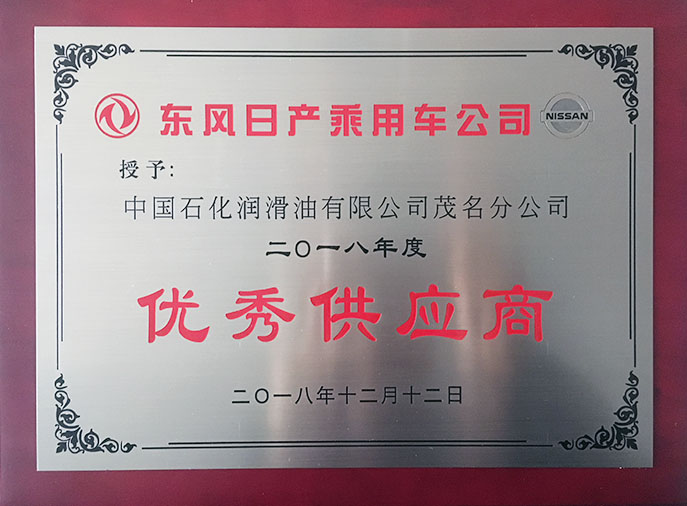 东风日产乘用车公司 NISSAN
授予:
中国石化润滑油有限公司茂名分公司
二〇一八年度
优秀供应商
二〇一八年十二月十二日